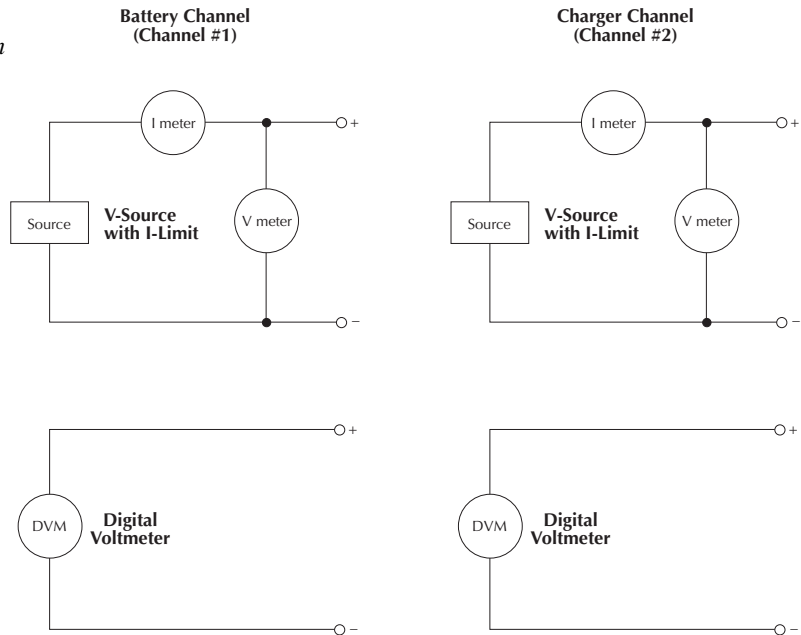 Battery Channel
(Channel #1)
Charger Channel
(Channel #2)
n
I meter
+
Source
V-Source
with I-Limit
V meter
−
I meter
+
Source
V-Source
with I-Limit
V meter
−
+
DVM
Digital
Voltmeter
−
+
DVM
Digital
Voltmeter
−